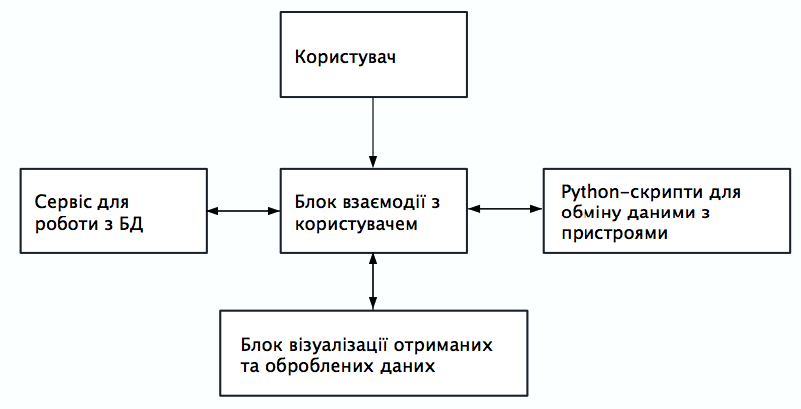 Користувач
Сервіс для
роботи з БД
Блок взаємодії з
користувачем
Python-скрипти для
обміну даними з
пристроями
Блок візуалізації отриманих
та оброблених даних